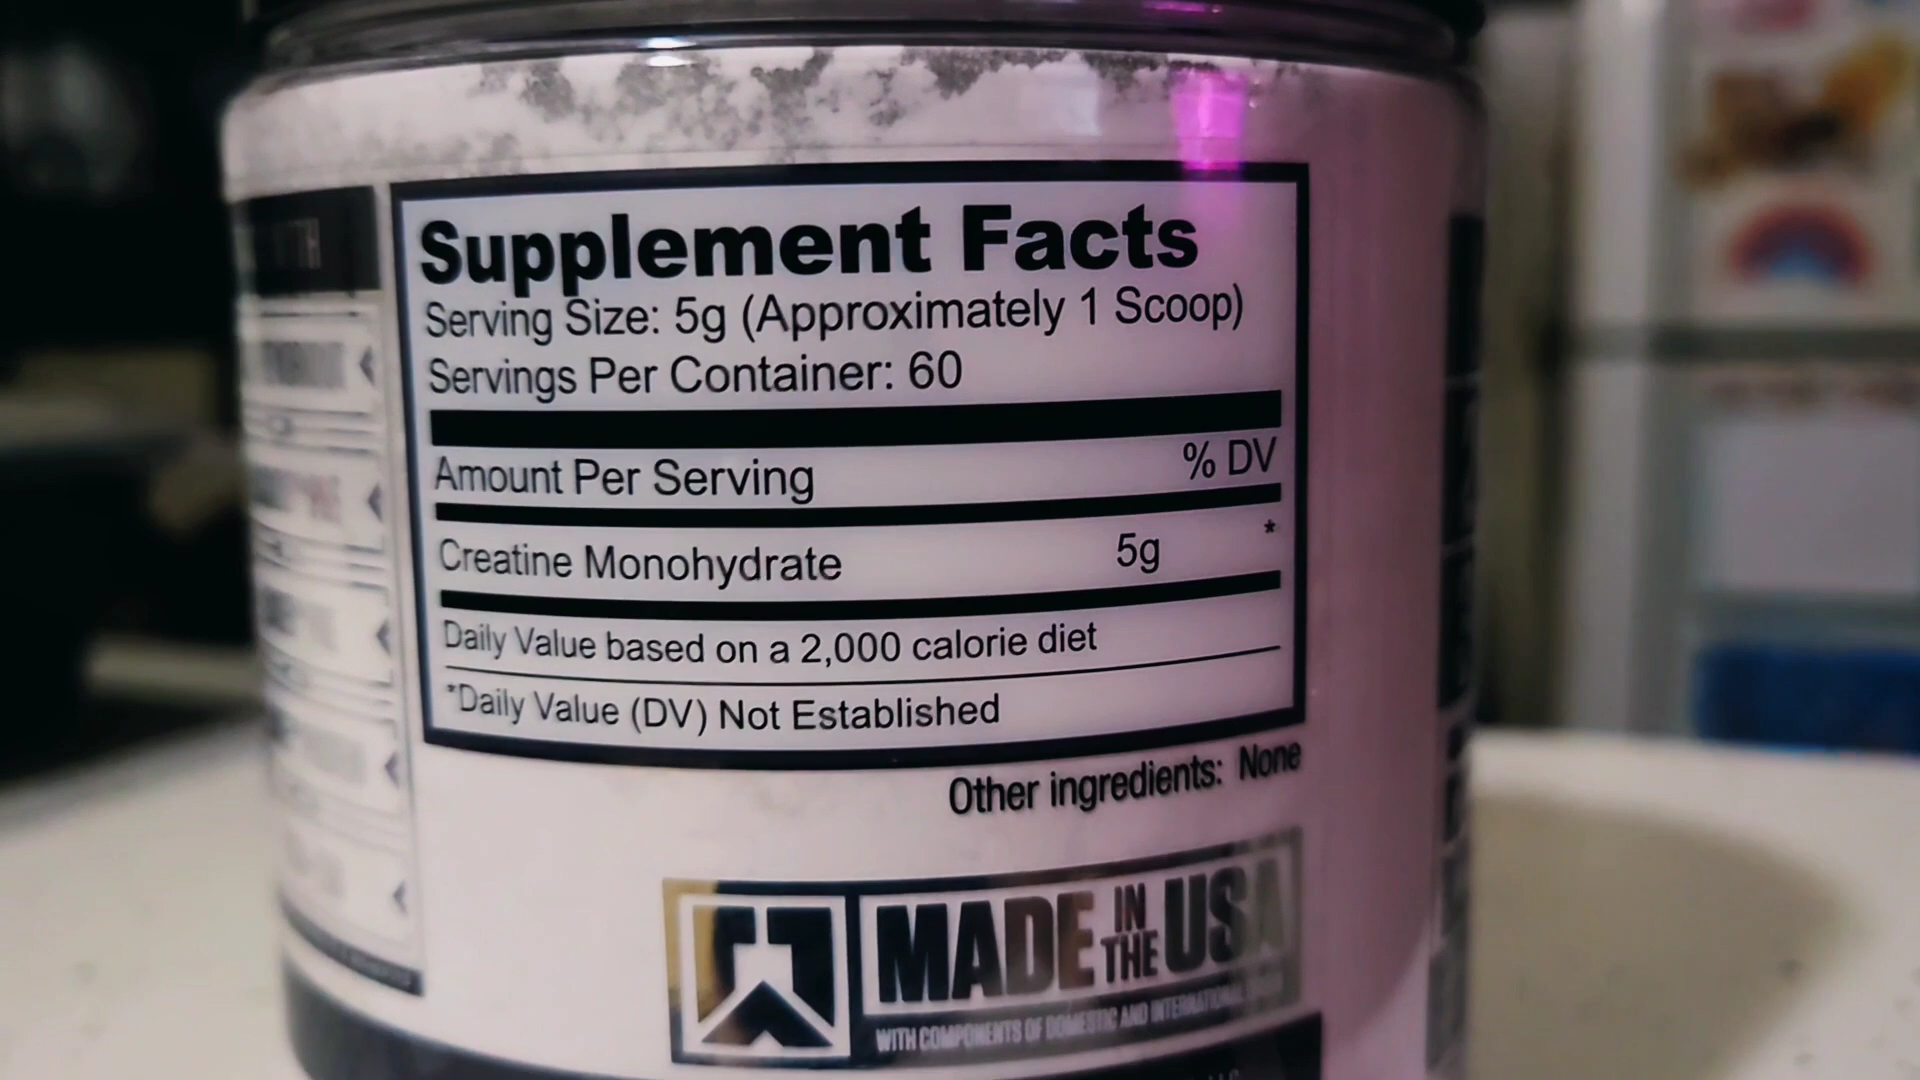 Supplement Facts
Serving Size: 5g (Approximately 1 Scoop)
Servings Per Container: 60
Amount Per Serving % DV
Creatine Monohydrate 5g *
Daily Value based on a 2,000 calorie diet
*Daily Value (DV) Not Established
Other ingredients: None
MADE IN THE USA
WITH COMPONENTS OF DOMESTIC AND INTERNATIONAL